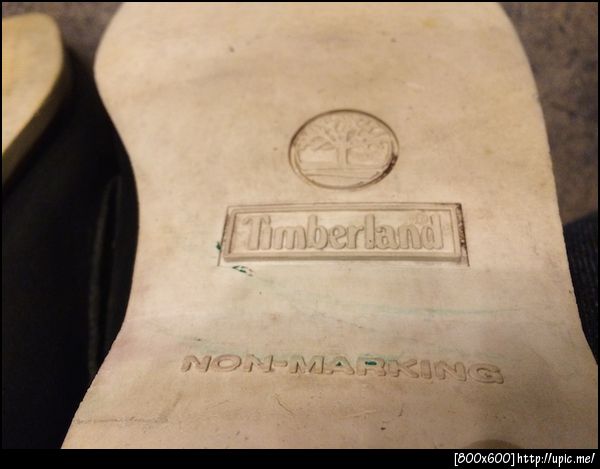 Timberland®
NON-MARKING
[800x600]http://upic.me/